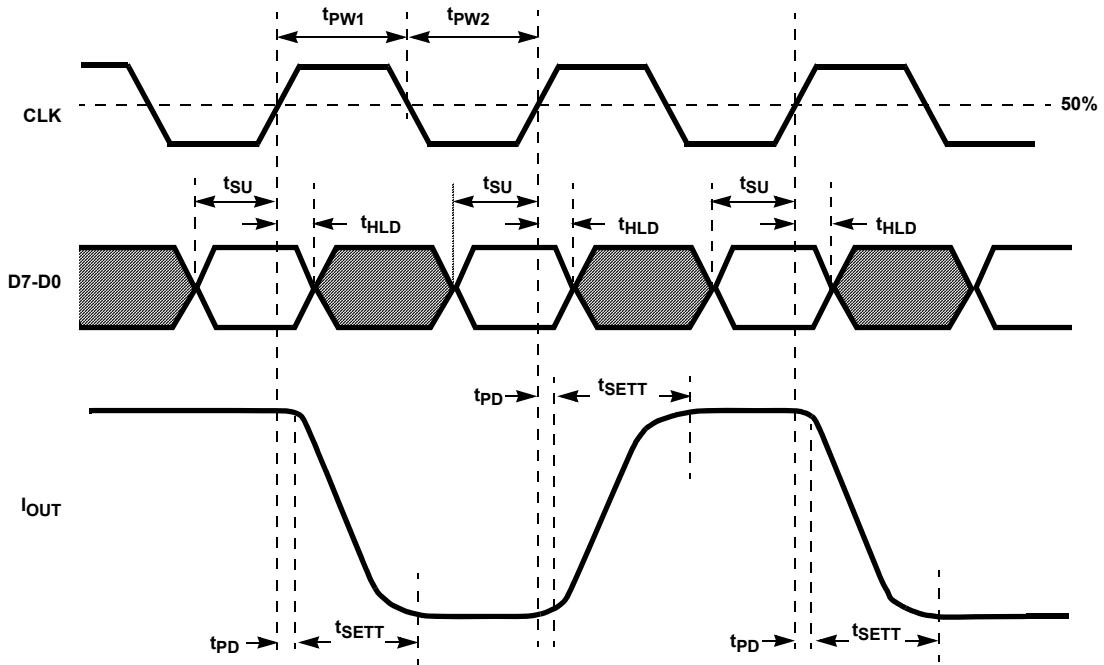 tPW1 tPW2
CLK
50%
tSU tSU tSU
tHLD tHLD tHLD
D7-D0
tPD tSETT
IOUT
tPD tSETT tPD tSETT